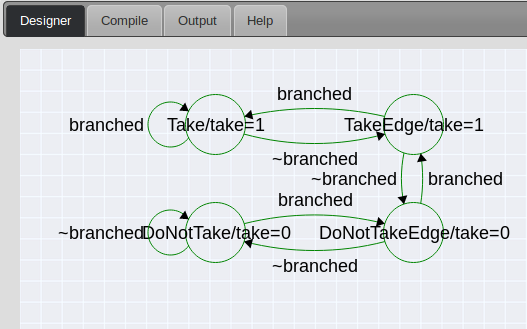 Designer Compile Output Help
branched
branched Take/take=1 TakeEdge/take=1
~branched
~branched branched
branched
~branched DoNotTake/take=0 DoNotTakeEdge/take=0
~branched